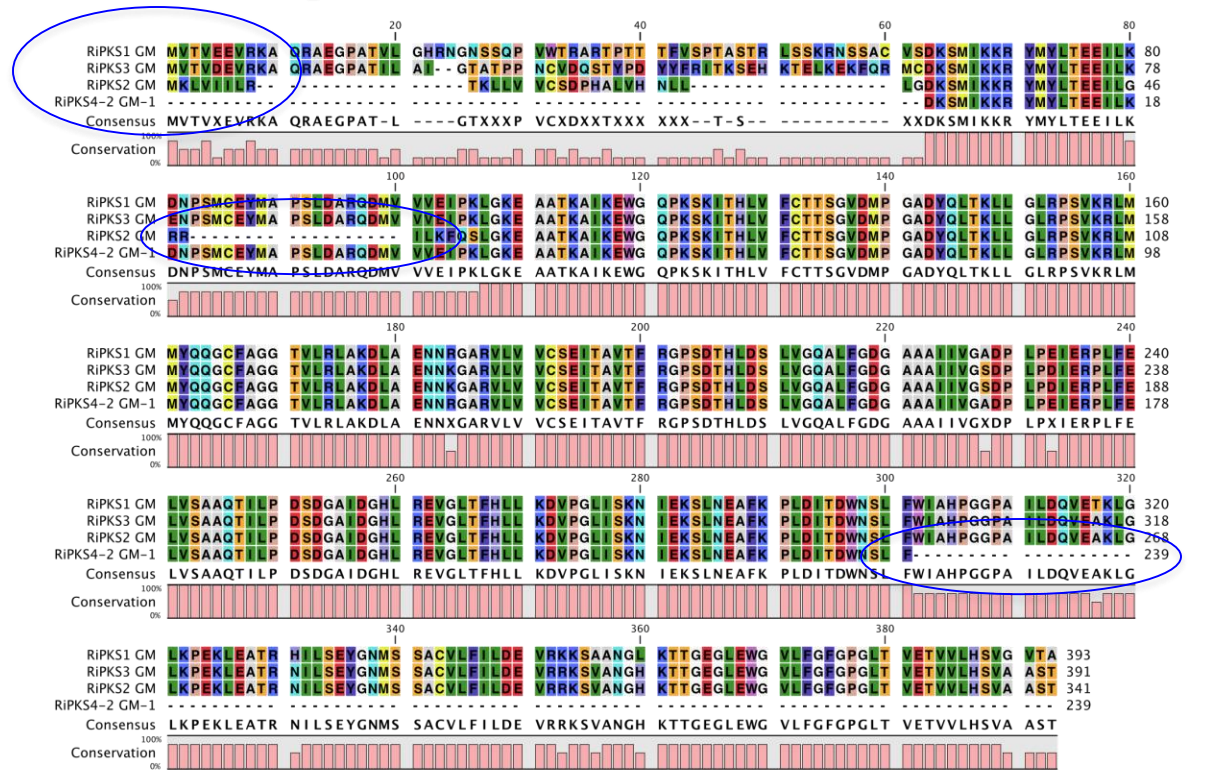 20 40 60 80
RiPKS1 GM MVTVEEVRKA QRAEGPATVL GHRNGNSSQP VWTRARTPTT TFVSPTASTR LSSKRNSSAC VSDKSMIKKR YMYLTEEILK 80
RiPKS3 GM MVTVDEVRKA QRAEGPATIL AI--GTATPP NCVDQSTYPD YYFRITKSEH KTELKEKFQR MCDKSMIKKR YMYLTEEILK 78
RiPKS2 GM MKLVIILR-- ---------- -----TKLLV VCSDPHALVH NLL------- ---------- LGDKSMIKKR YMYLTEEILG 46
RiPKS4-2 GM-1 ---------- ---------- ---------- ---------- ---------- ---------- --DKSMIKKR YMYLTEEILK 18
Consensus MVTVXEVRKA QRAEGPAT-L ----GTXXXP VCXDXXTXXX XXX--T-S-- ---------- XXDKSMIKKR YMYLTEEILK
100%
Conservation
0%
100 120 140 160
RiPKS1 GM DNPSMCEYMA PSLDARQDMV VVEIPKLGKE AATKAIKEWG QPKSKITHLV FCTTSGVDMP GADYQLTKLL GLRPSVKRLM 160
RiPKS3 GM ENPSMCEYMA PSLDARQDMV VVEIPKLGKE AATKAIKEWG QPKSKITHLV FCTTSGVDMP GADYQLTKLL GLRPSVKRLM 158
RiPKS2 GM RR-------- ---------- ILKFQSLGKE AATKAIKEWG QPKSKITHLV FCTTSGVDMP GADYQLTKLL GLRPSVKRLM 108
RiPKS4-2 GM-1 DNPSMCEYMA PSLDARQDMV VVEIPKLGKE AATKAIKEWG QPKSKITHLV FCTTSGVDMP GADYQLTKLL GLRPSVKRLM 98
Consensus DNPSMCEYMA PSLDARQDMV VVEIPKLGKE AATKAIKEWG QPKSKITHLV FCTTSGVDMP GADYQLTKLL GLRPSVKRLM
100%
Conservation
0%
180 200 220 240
RiPKS1 GM MYQQGCFAGG TVLRLAKDLA ENNRGARVLV VCSEITAVTF RGPSDTHLDS LVGQALFGDG AAAIIVGADP LPEIERPLFE 240
RiPKS3 GM MYQQGCFAGG TVLRLAKDLA ENNKGARVLV VCSEITAVTF RGPSDTHLDS LVGQALFGDG AAAIIVGSDP LPDIERPLFE 238
RiPKS2 GM MYQQGCFAGG TVLRLAKDLA ENNKGARVLV VCSEITAVTF RGPSDTHLDS LVGQALFGDG AAAIIVGSDP LPDIERPLFE 188
RiPKS4-2 GM-1 MYQQGCFAGG TVLRLAKDLA ENNRGARVLV VCSEITAVTF RGPSDTHLDS LVGQALFGDG AAAIIVGADP LPEIERPLFE 178
Consensus MYQQGCFAGG TVLRLAKDLA ENNXGARVLV VCSEITAVTF RGPSDTHLDS LVGQALFGDG AAAIIVGXDP LPXIERPLFE
100%
Conservation
0%
260 280 300 320
RiPKS1 GM LVSAAQTILP DSDGAIDGHL REVGLTFHLL KDVPGLISKN IEKSLNEAFK PLDITDWNSL FWIAHPGGPA ILDQVETKLG 320
RiPKS3 GM LVSAAQTILP DSDGAIDGHL REVGLTFHLL KDVPGLISKN IEKSLNEAFK PLDITDWNSL FWIAHPGGPA ILDQVEAKLG 318
RiPKS2 GM LVSAAQTILP DSDGAIDGHL REVGLTFHLL KDVPGLISKN IEKSLNEAFK PLDITDWNSL FWIAHPGGPA ILDQVEAKLG 268
RiPKS4-2 GM-1 LVSAAQTILP DSDGAIDGHL REVGLTFHLL KDVPGLISKN IEKSLNEAFK PLDITDWNSL F--------- ---------- 239
Consensus LVSAAQTILP DSDGAIDGHL REVGLTFHLL KDVPGLISKN IEKSLNEAFK PLDITDWNSL FWIAHPGGPA ILDQVEAKLG
100%
Conservation
0%
340 360 380
RiPKS1 GM LKPEKLEATR HILSEYGNMS SACVLFILDE VRKKSAANGL KTTGEGLEWG VLFGFGPGLT VETVVLHSVG VTA 393
RiPKS3 GM LKPEKLEATR NILSEYGNMS SACVLFILDE VRRKSVANGH KTTGEGLEWG VLFGFGPGLT VETVVLHSVA AST 391
RiPKS2 GM LKPEKLEATR NILSEYGNMS SACVLFILDE VRRKSVANGH KTTGEGLEWG VLFGFGPGLT VETVVLHSVA AST 341
RiPKS4-2 GM-1 ---------- ---------- ---------- ---------- ---------- ---------- ---------- --- 239
Consensus LKPEKLEATR NILSEYGNMS SACVLFILDE VRRKSVANGH KTTGEGLEWG VLFGFGPGLT VETVVLHSVA AST
100%
Conservation
0%